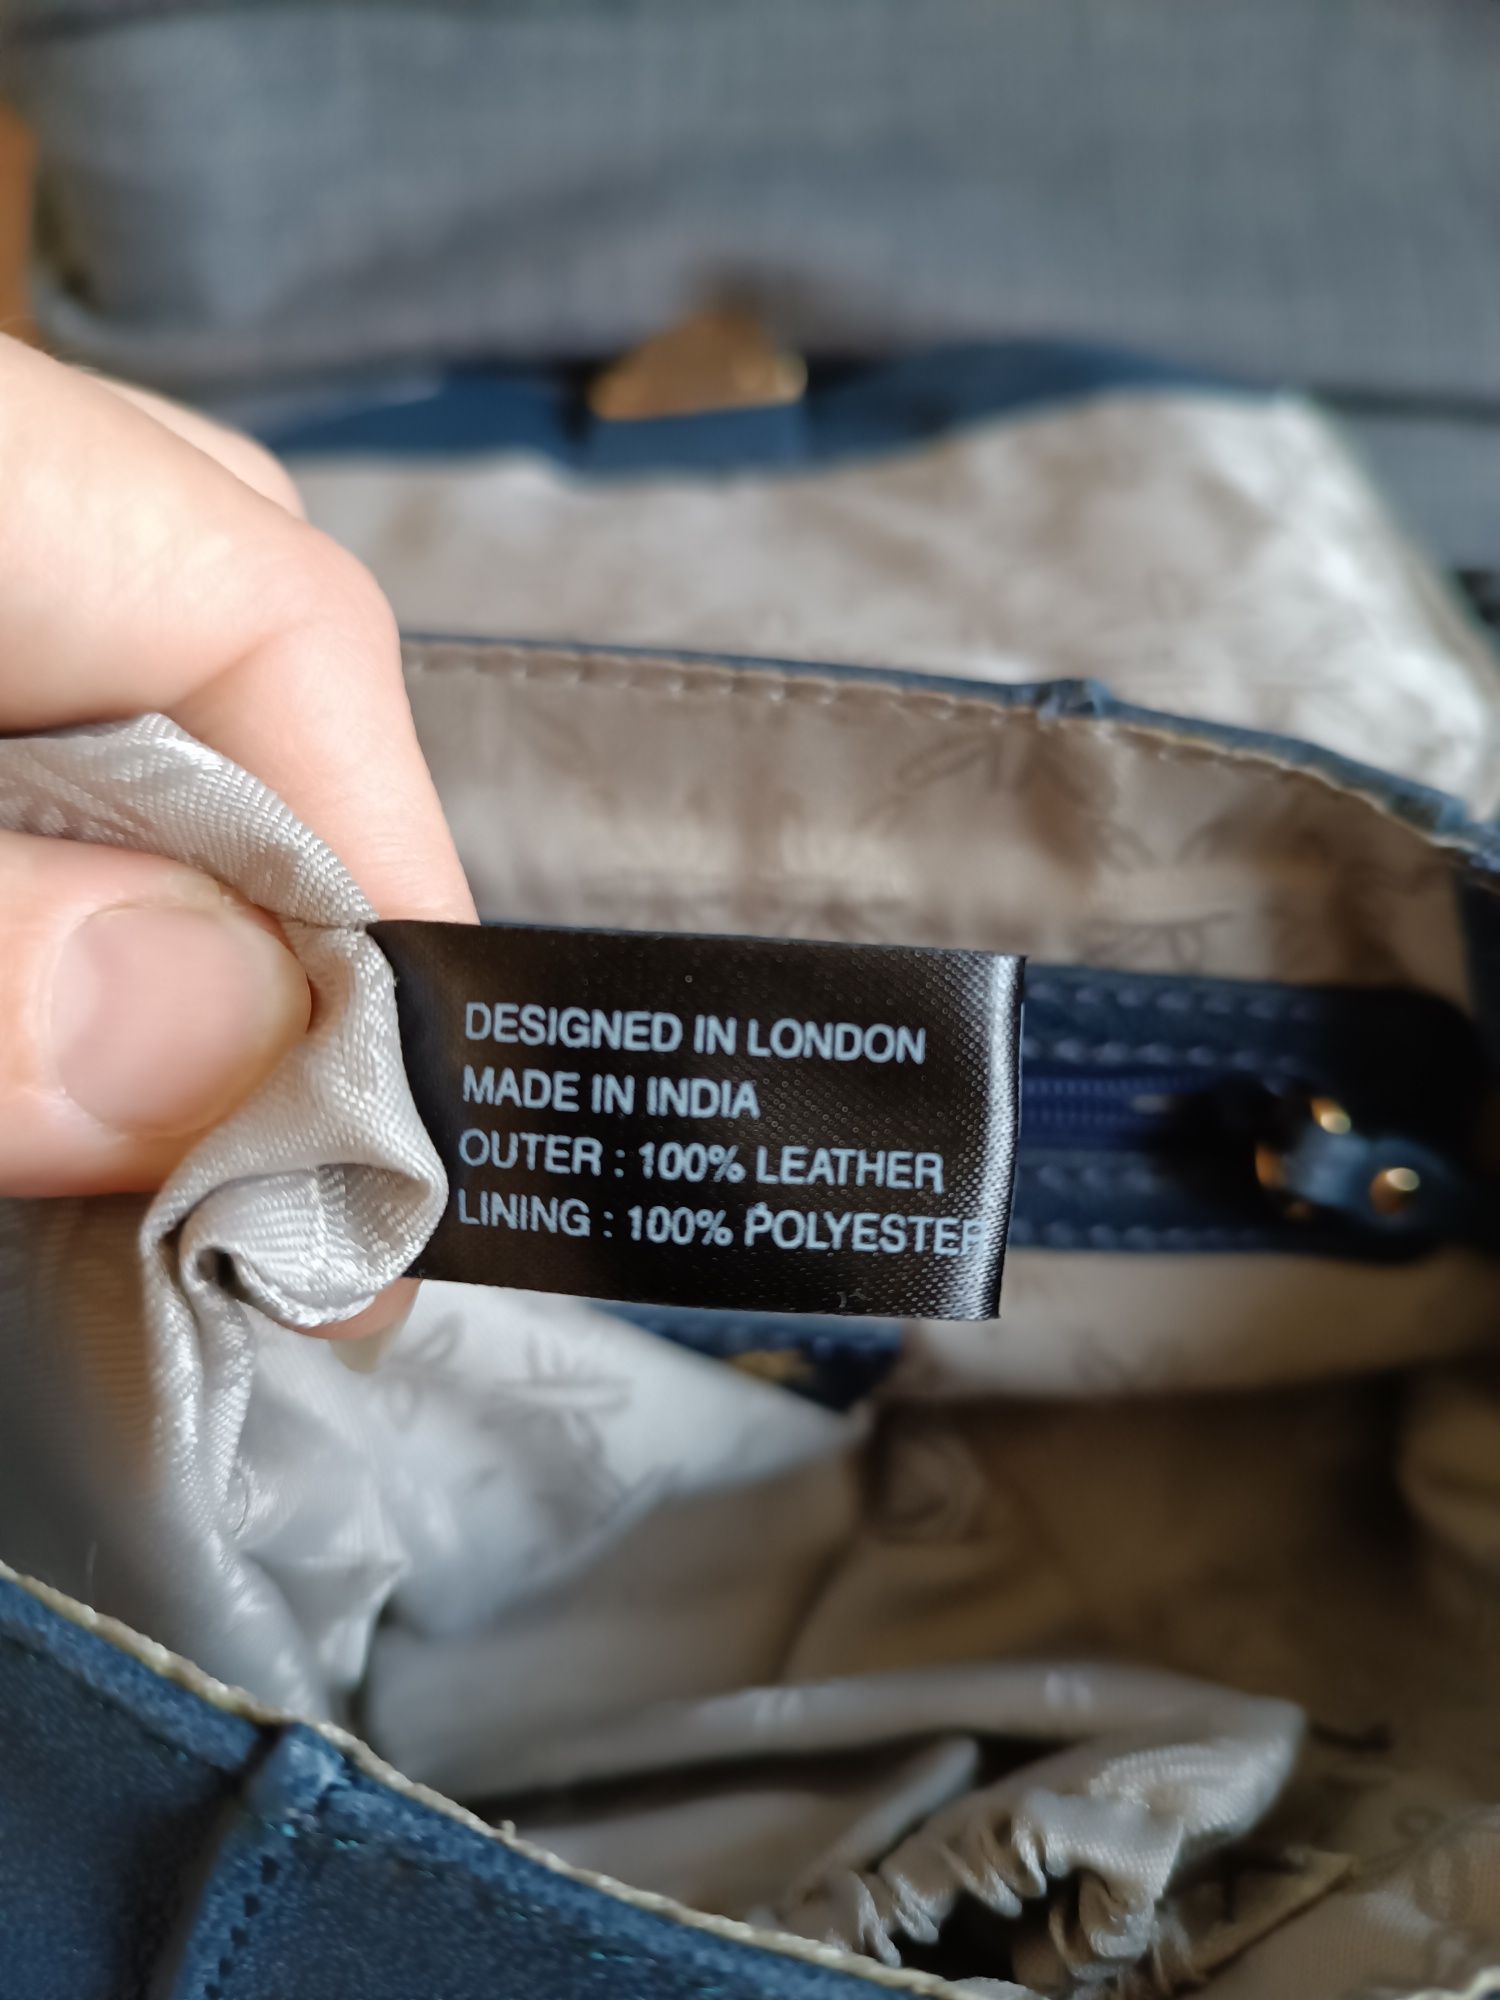 DESIGNED IN LONDON
MADE IN INDIA
OUTER : 100% LEATHER
LINING : 100% POLYESTER